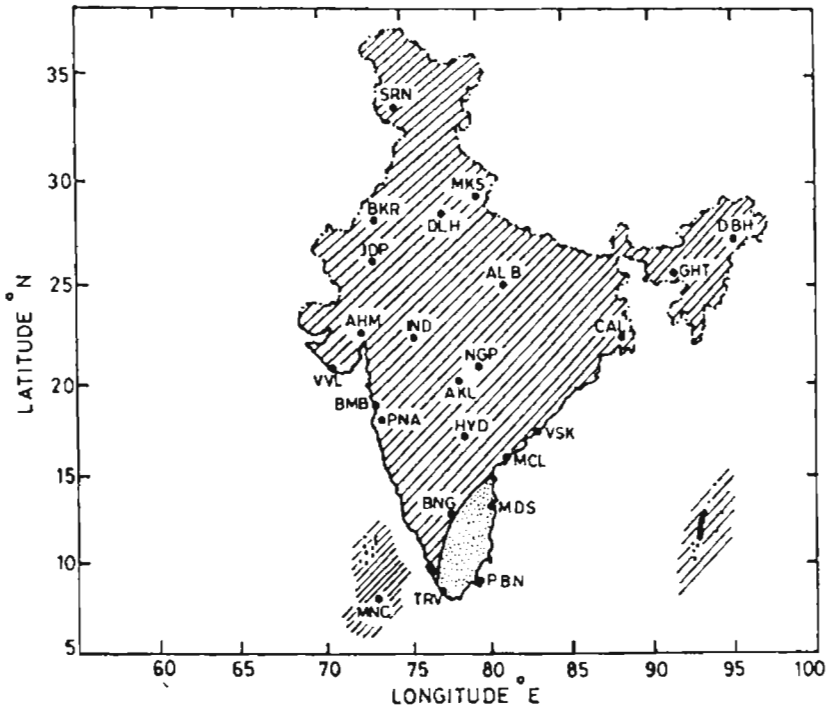 35
SRN
MKS
BKR
DLH
DBH
JDP
GHT
25
ALB
AHM
IND
CAL
NGP
VVL
20
AKL
BMB
PNA
HYD
VSK
MCL
15
BNG
MDS
10
PBN
TRV
MNC
5
60 70 75 80 85 90 95 100
LONGITUDE °E
LATITUDE °N